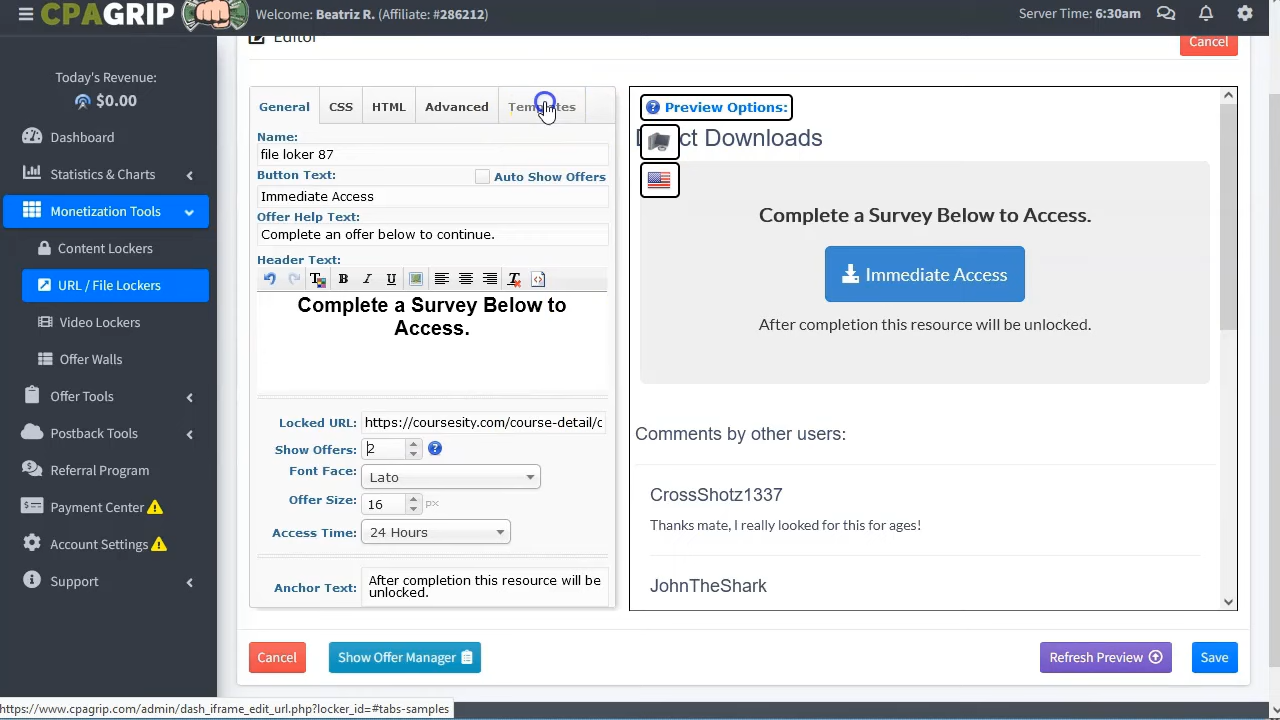 CPAGRIP
Welcome: Beatriz R. (Affiliate: #286212)
Server Time: 6:30am
Editor
Cancel
Today's Revenue:
$0.00
Dashboard
Statistics & Charts
Monetization Tools
Content Lockers
URL / File Lockers
Video Lockers
Offer Walls
Offer Tools
Postback Tools
Referral Program
Payment Center
Account Settings
Support
General CSS HTML Advanced Templates
Name:
file loker 87
Button Text:
Auto Show Offers
Immediate Access
Offer Help Text:
Complete an offer below to continue.
Header Text:
Complete a Survey Below to
Access.
Locked URL: https://coursesity.com/course-detail/c
Show Offers: 2
Font Face: Lato
Offer Size: 16 px
Access Time: 24 Hours
Anchor Text: After completion this resource will be
unlocked.
Preview Options:
ct Downloads
Complete a Survey Below to Access.
Immediate Access
After completion this resource will be unlocked.
Comments by other users:
CrossShotz1337
Thanks mate, I really looked for this for ages!
JohnTheShark
Cancel
Show Offer Manager
Refresh Preview
Save
https://www.cpagrip.com/admin/dash_iframe_edit_url.php?locker_id=#tabs-samples